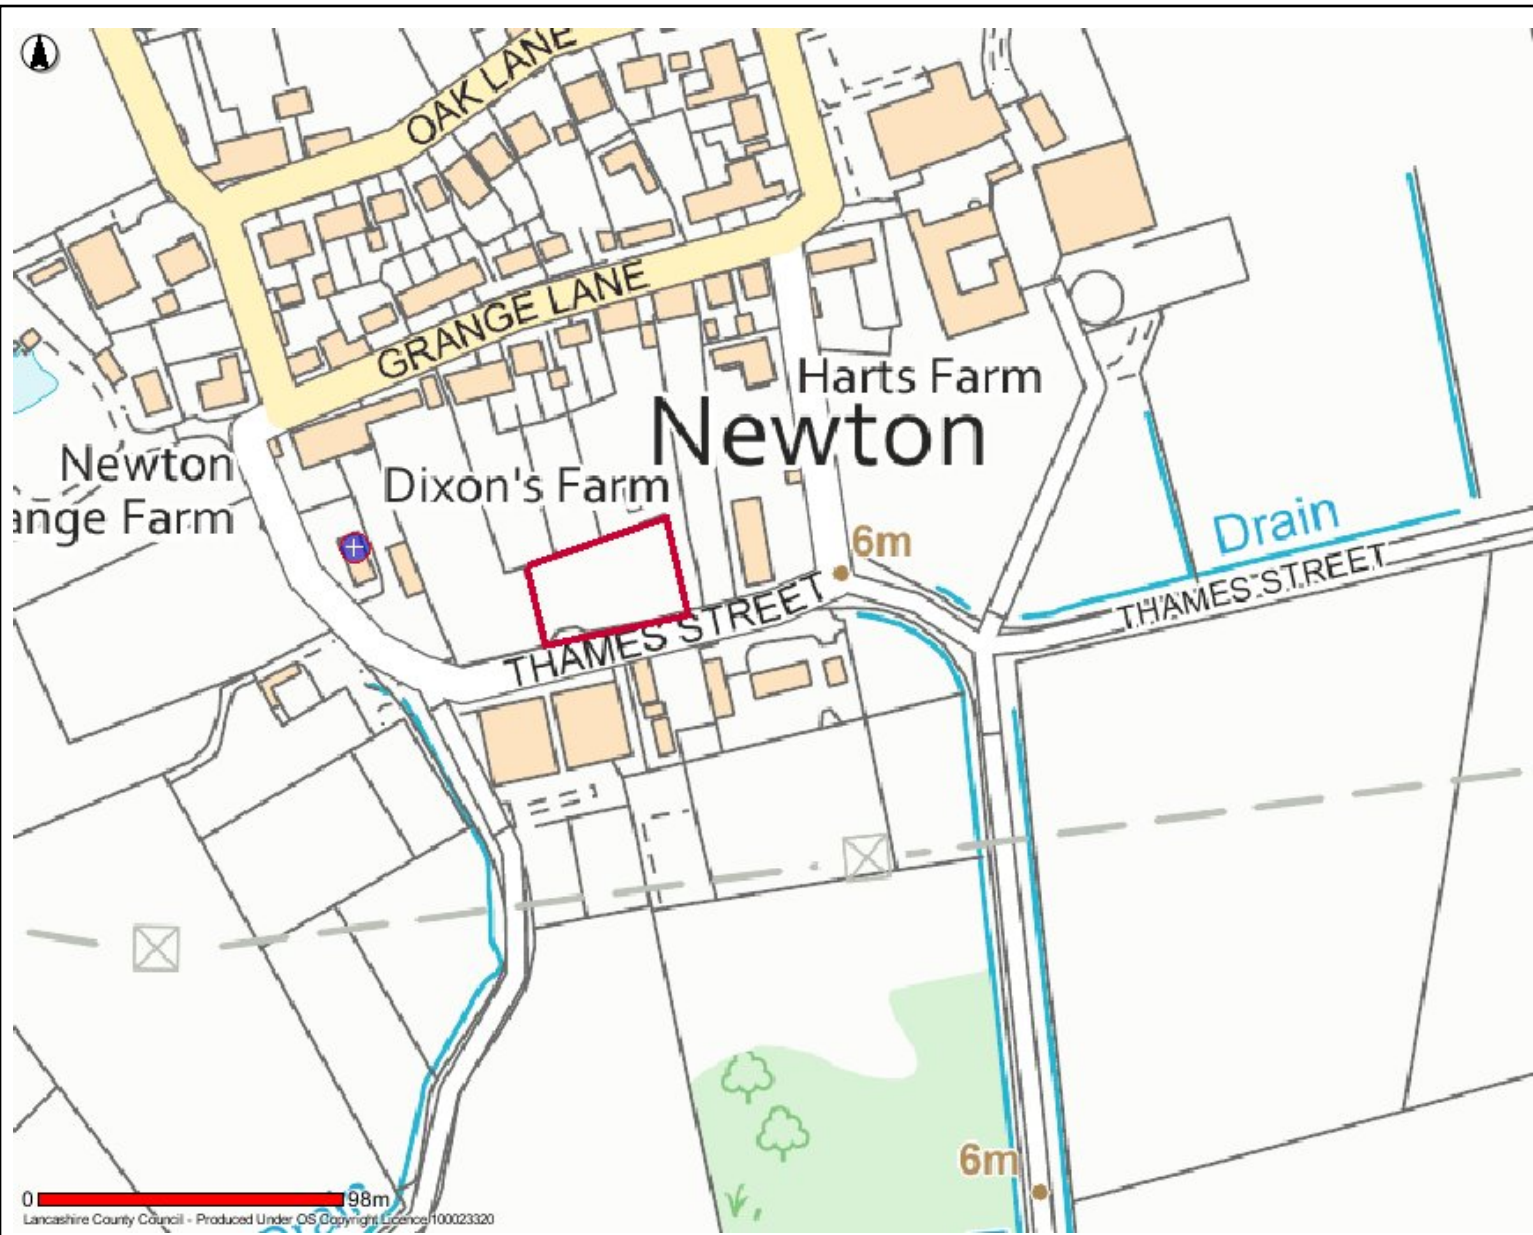 OAK LANE
GRANGE LANE
Harts Farm
Newton
Newton
ange Farm
Dixon's Farm
6m
Drain
THAMES STREET
THAMES STREET
6m
0 98m
Lancashire County Council - Produced Under OS Copyright Licence 100023320
Drain